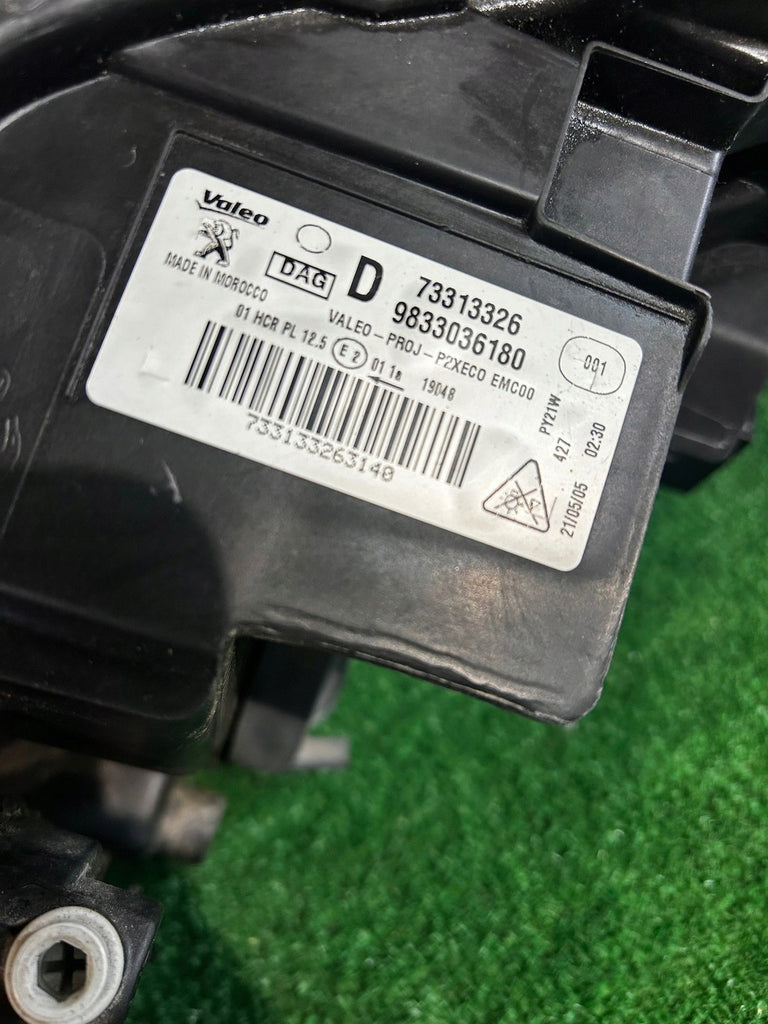 Valeo
MADE IN MOROCCO
DAG
D
73313326
9833036180
VALEO-PROJ-P2XECO EMC00
01 HCR PL 12.5 E2 01 1a 19048
733133263140
001
PY21W
427
21/05/05 02:30